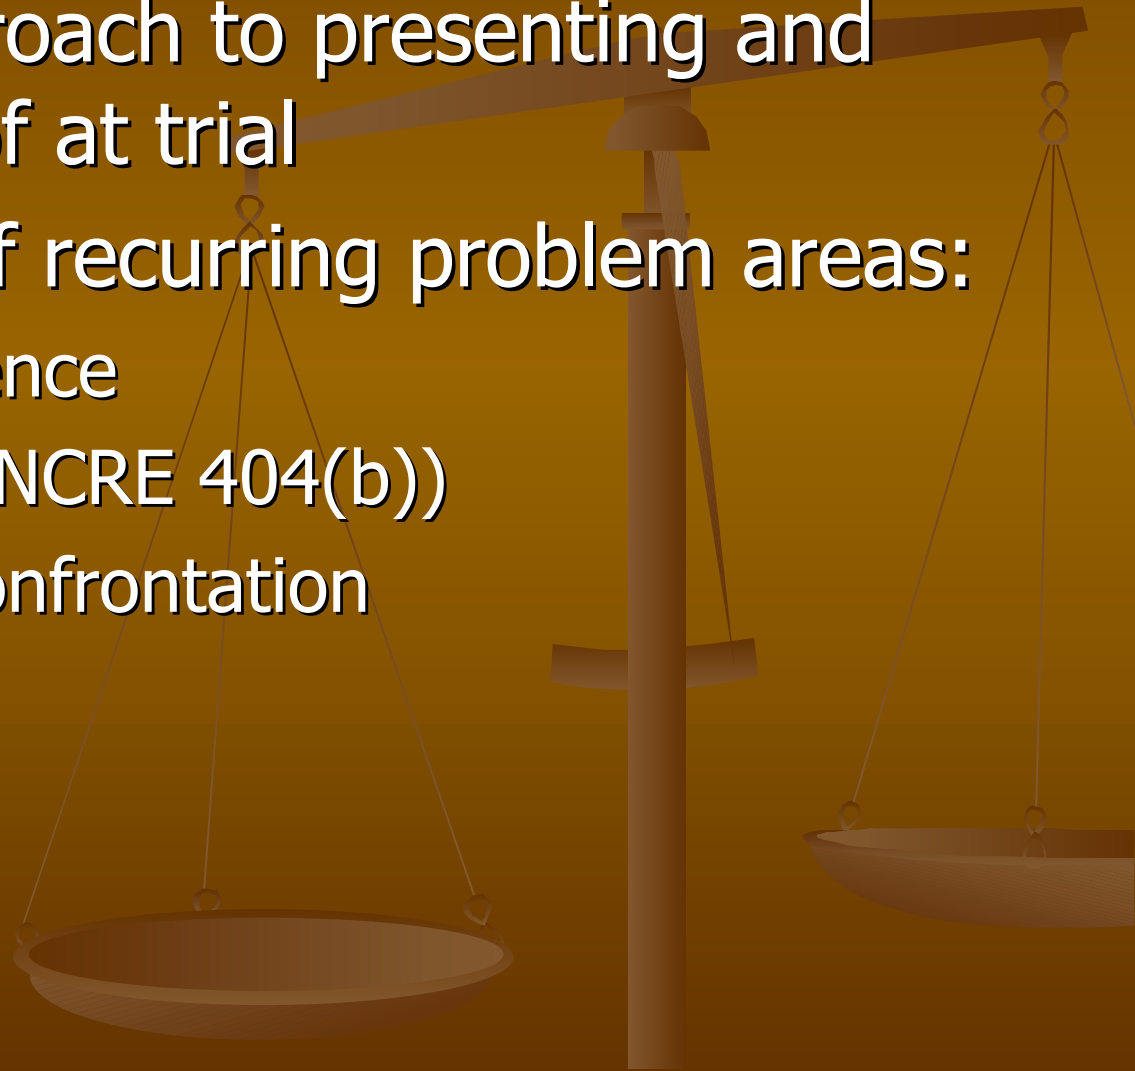 roach to presenting and
f at trial
f recurring problem areas:
ence
NCRE 404(b))
onfrontation